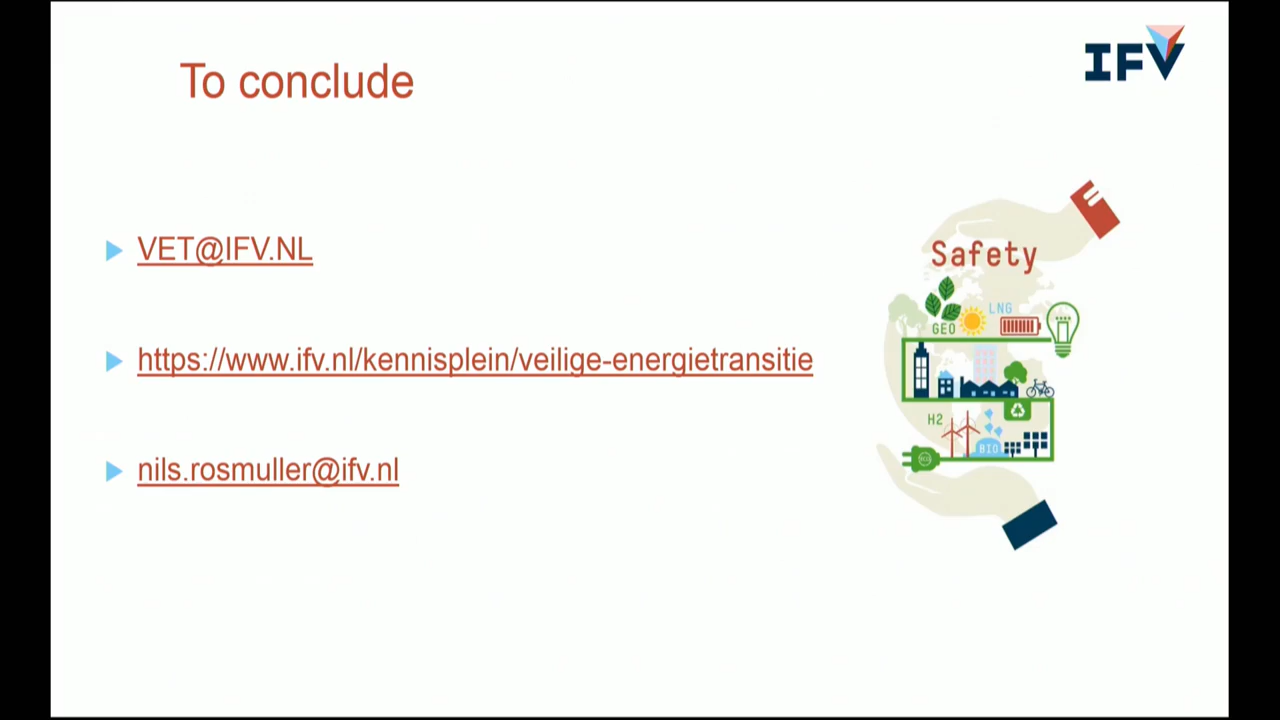 To conclude
IFV
VET@IFV.NL
https://www.ifv.nl/kennisplein/veilige-energietransitie
nils.rosmuller@ifv.nl
Safety
LNG
GEO
H2
BIO
ECO